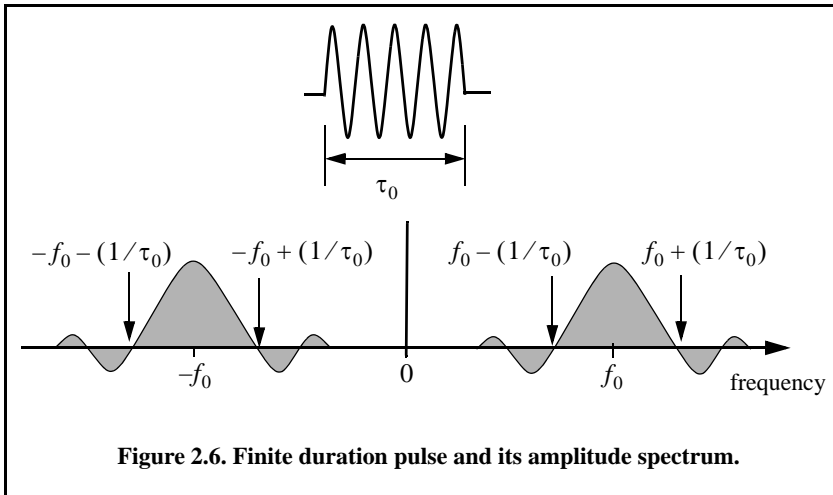 τ₀
–f₀ – (1/τ₀) –f₀ + (1/τ₀) f₀ – (1/τ₀) f₀ + (1/τ₀)
–f₀ 0 f₀ frequency
Figure 2.6. Finite duration pulse and its amplitude spectrum.